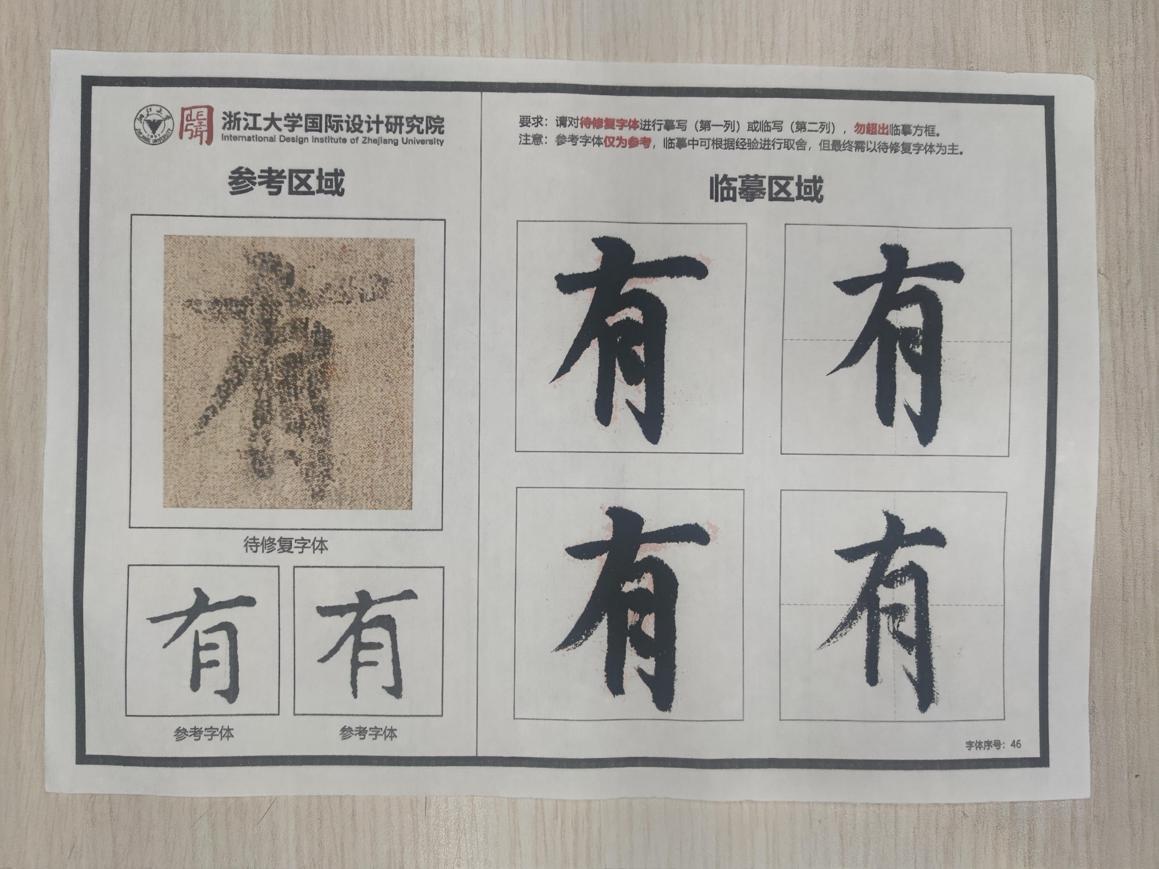 浙江大学国际设计研究院
International Design Institute of Zhejiang University
参考区域
有
待修复字体
有
有
参考字体
参考字体
要求：请对待修复字体进行摹写（第一列）或临写（第二列），勿超出临摹方框。
注意：参考字体仅为参考，临摹中可根据经验进行取舍，但最终需以待修复字体为主。
临摹区域
有
有
有
有
字体序号：46